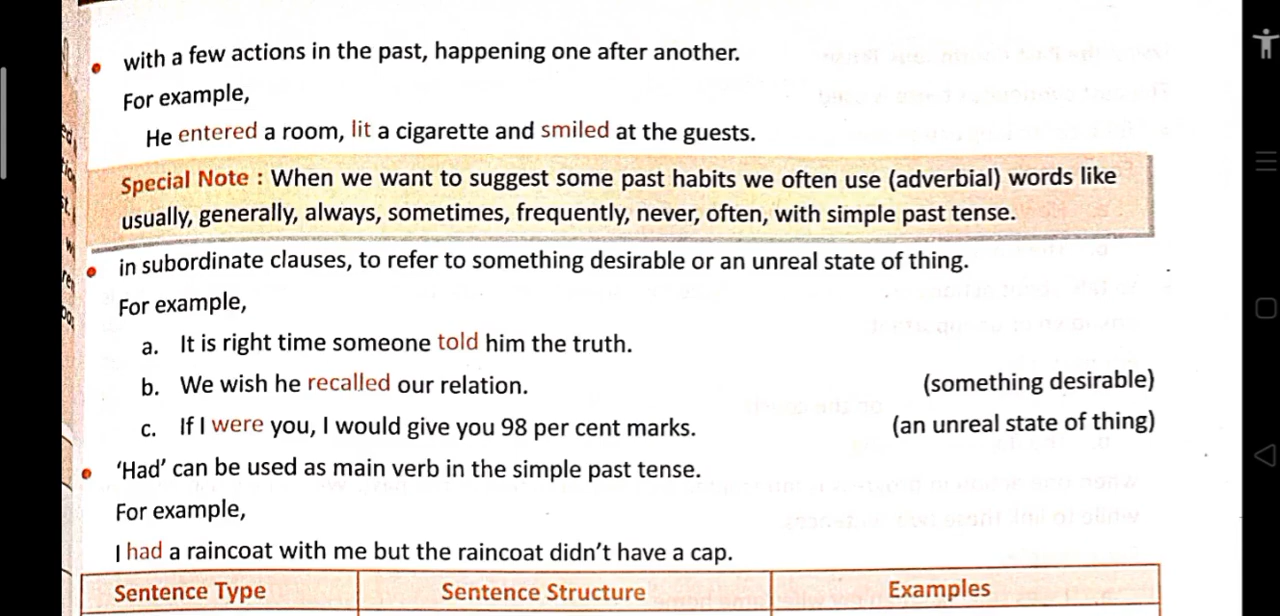 with a few actions in the past, happening one after another.
For example,
He entered a room, lit a cigarette and smiled at the guests.
Special Note : When we want to suggest some past habits we often use (adverbial) words like
usually, generally, always, sometimes, frequently, never, often, with simple past tense.
in subordinate clauses, to refer to something desirable or an unreal state of thing.
For example,
a. It is right time someone told him the truth.
b. We wish he recalled our relation. (something desirable)
c. If I were you, I would give you 98 per cent marks. (an unreal state of thing)
'Had' can be used as main verb in the simple past tense.
For example,
I had a raincoat with me but the raincoat didn't have a cap.
Sentence Type Sentence Structure Examples